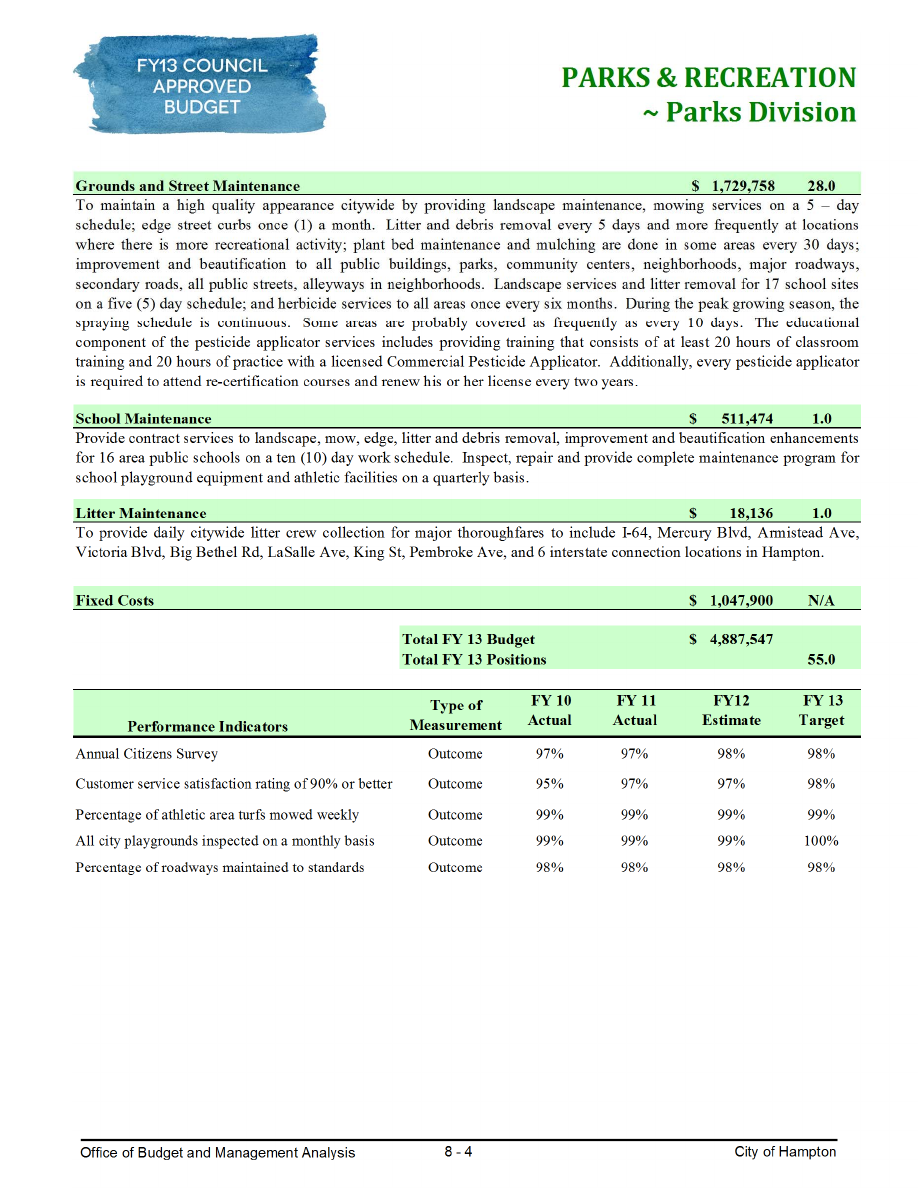 FY13 COUNCIL
APPROVED
BUDGET
PARKS & RECREATION
~ Parks Division
Grounds and Street Maintenance $ 1,729,758 28.0
To maintain a high quality appearance citywide by providing landscape maintenance, mowing services on a 5 – day
schedule; edge street curbs once (1) a month. Litter and debris removal every 5 days and more frequently at locations
where there is more recreational activity; plant bed maintenance and mulching are done in some areas every 30 days;
improvement and beautification to all public buildings, parks, community centers, neighborhoods, major roadways,
secondary roads, all public streets, alleyways in neighborhoods. Landscape services and litter removal for 17 school sites
on a five (5) day schedule; and herbicide services to all areas once every six months. During the peak growing season, the
spraying schedule is continuous. Some areas are probably covered as frequently as every 10 days. The educational
component of the pesticide applicator services includes providing training that consists of at least 20 hours of classroom
training and 20 hours of practice with a licensed Commercial Pesticide Applicator. Additionally, every pesticide applicator
is required to attend re-certification courses and renew his or her license every two years.
School Maintenance $ 511,474 1.0
Provide contract services to landscape, mow, edge, litter and debris removal, improvement and beautification enhancements
for 16 area public schools on a ten (10) day work schedule. Inspect, repair and provide complete maintenance program for
school playground equipment and athletic facilities on a quarterly basis.
Litter Maintenance $ 18,136 1.0
To provide daily citywide litter crew collection for major thoroughfares to include I-64, Mercury Blvd, Armistead Ave,
Victoria Blvd, Big Bethel Rd, LaSalle Ave, King St, Pembroke Ave, and 6 interstate connection locations in Hampton.
Fixed Costs $ 1,047,900 N/A
Total FY 13 Budget $ 4,887,547
Total FY 13 Positions 55.0
Performance Indicators Type of Measurement FY 10 Actual FY 11 Actual FY12 Estimate FY 13 Target
Annual Citizens Survey Outcome 97% 97% 98% 98%
Customer service satisfaction rating of 90% or better Outcome 95% 97% 97% 98%
Percentage of athletic area turfs mowed weekly Outcome 99% 99% 99% 99%
All city playgrounds inspected on a monthly basis Outcome 99% 99% 99% 100%
Percentage of roadways maintained to standards Outcome 98% 98% 98% 98%
Office of Budget and Management Analysis 8 - 4 City of Hampton